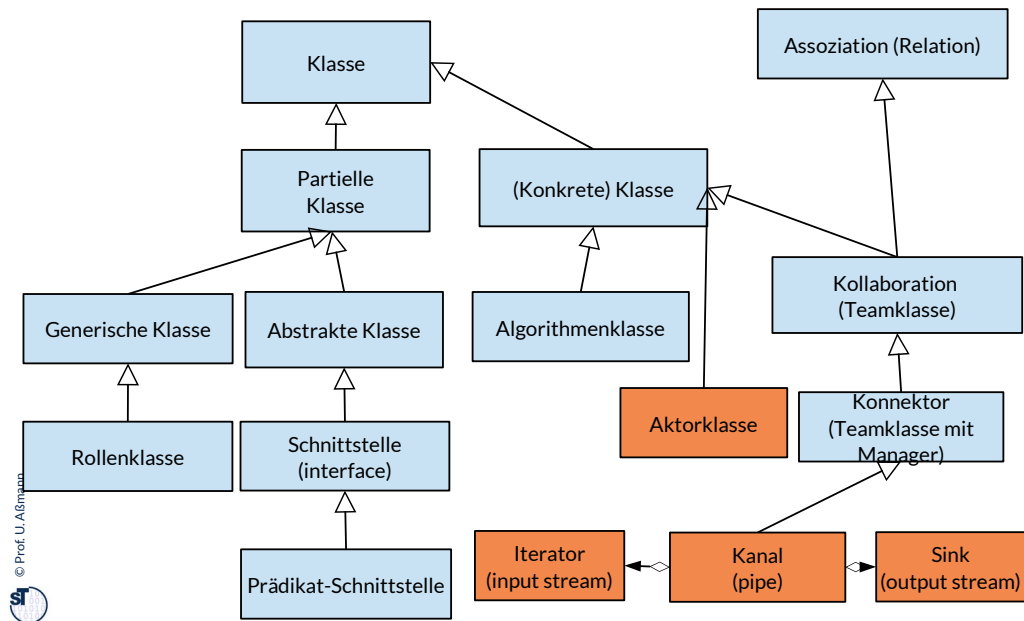 Klasse
Assoziation (Relation)
Partielle
Klasse
(Konkrete) Klasse
Generische Klasse
Abstrakte Klasse
Algorithmenklasse
Kollaboration
(Teamklasse)
Rollenklasse
Schnittstelle
(interface)
Aktorklasse
Konnektor
(Teamklasse mit
Manager)
Prädikat-Schnittstelle
Iterator
(input stream)
Kanal
(pipe)
Sink
(output stream)
© Prof. U. Aßmann
ST